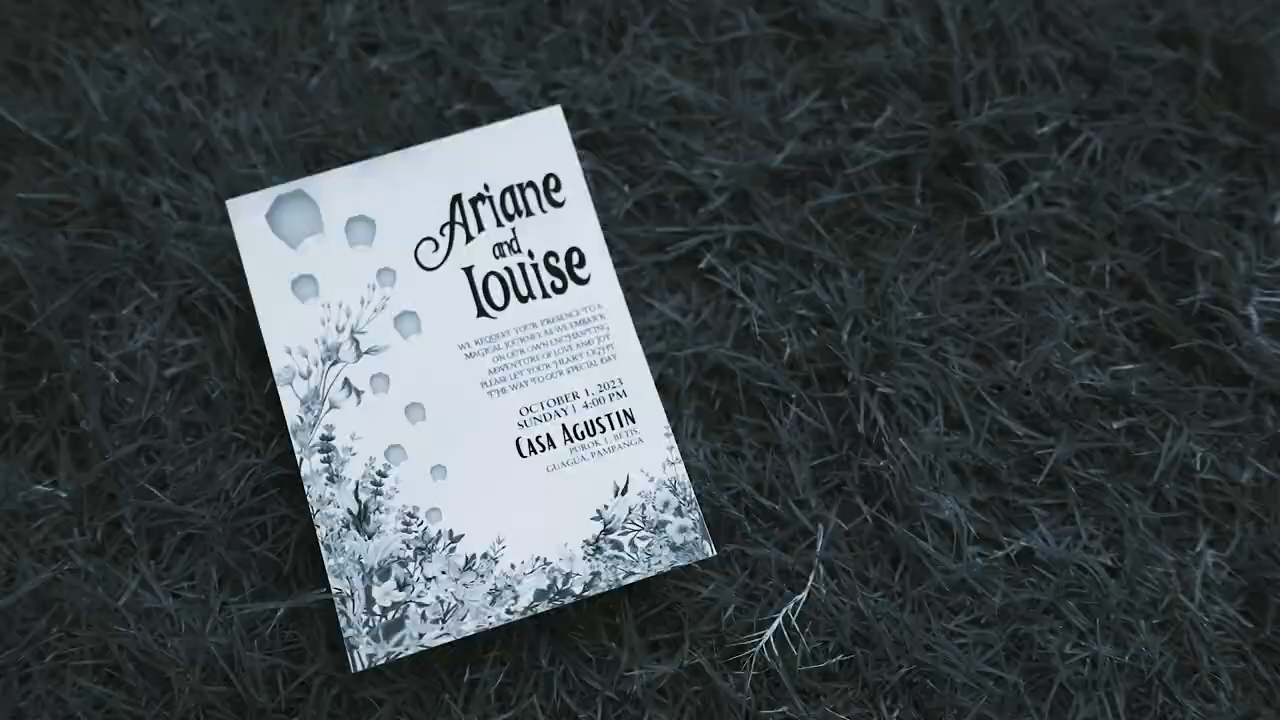 Ariane
and
Louise
WE REQUEST YOUR PRESENCE TO A
MAGICAL JOURNEY AS WE EMBARK
ON OUR OWN ENCHANTING
ADVENTURE OF LOVE AND JOY
PLEASE LET YOUR HEART LIGHT
THE WAY TO OUR SPECIAL DAY
OCTOBER 1, 2023
SUNDAY | 4:00 PM
CASA AGUSTIN
PUROK 1, BETIS,
GUAGUA, PAMPANGA